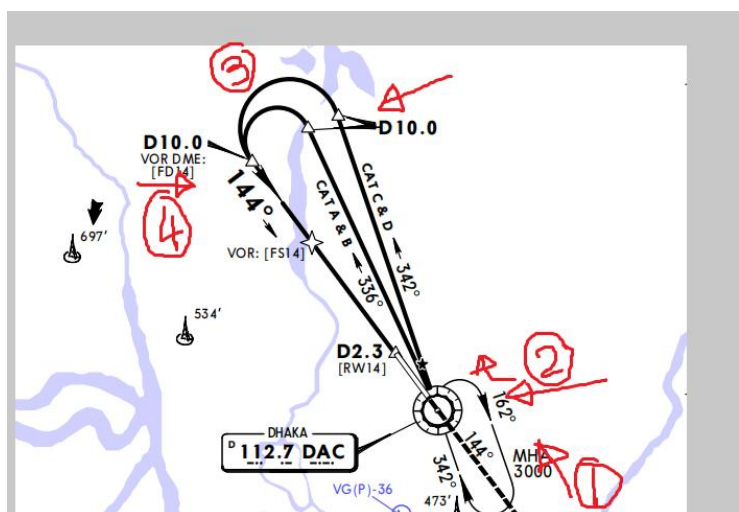 3
D10.0
D10.0
VOR DME:
[FD14]
144°
4
CAT A & B
CAT C & D
697'
VOR: [FS14]
336°
342°
534'
D2.3
[RW14]
2
162°
DHAKA
D 112.7 DAC
144°
MHA
3000
1
342°
VG(P)-36
473'